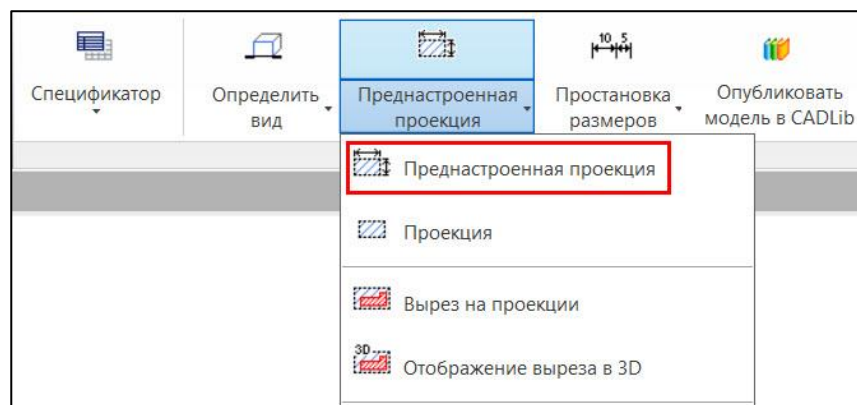 10 5
Спецификатор
Определить
вид
Преднастроенная
проекция
Простановка
размеров
Опубликовать
модель в CADLib
Преднастроенная проекция
Проекция
Вырез на проекции
3D
Отображение выреза в 3D